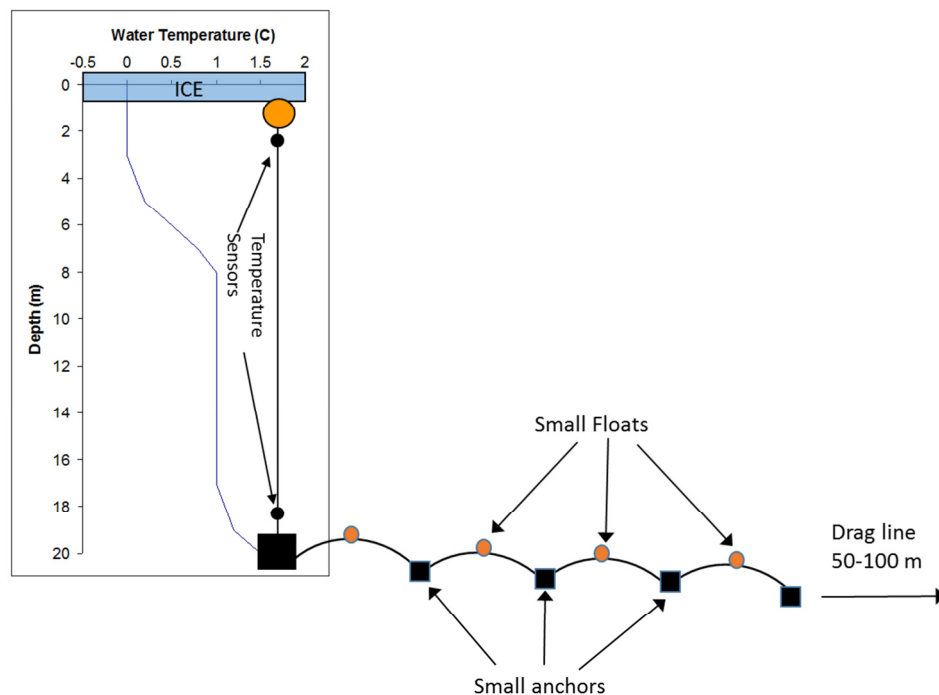 Water Temperature (C)
-0.5 0 0.5 1 1.5 2
ICE
0
2
4
6
8
10
12
14
16
18
20
Depth (m)
Temperature
Sensors
Small Floats
Drag line
50-100 m
Small anchors